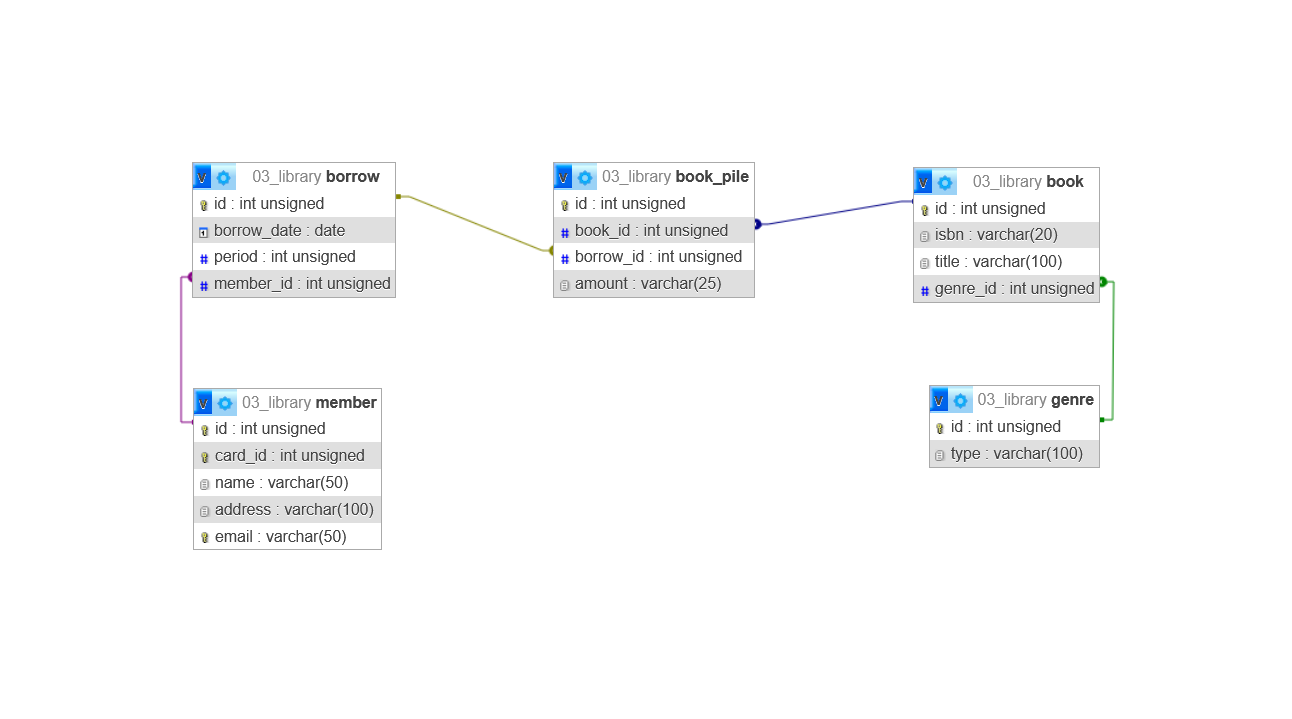 03_library borrow
id : int unsigned
borrow_date : date
period : int unsigned
member_id : int unsigned
03_library book_pile
id : int unsigned
book_id : int unsigned
borrow_id : int unsigned
amount : varchar(25)
03_library book
id : int unsigned
isbn : varchar(20)
title : varchar(100)
genre_id : int unsigned
03_library member
id : int unsigned
card_id : int unsigned
name : varchar(50)
address : varchar(100)
email : varchar(50)
03_library genre
id : int unsigned
type : varchar(100)